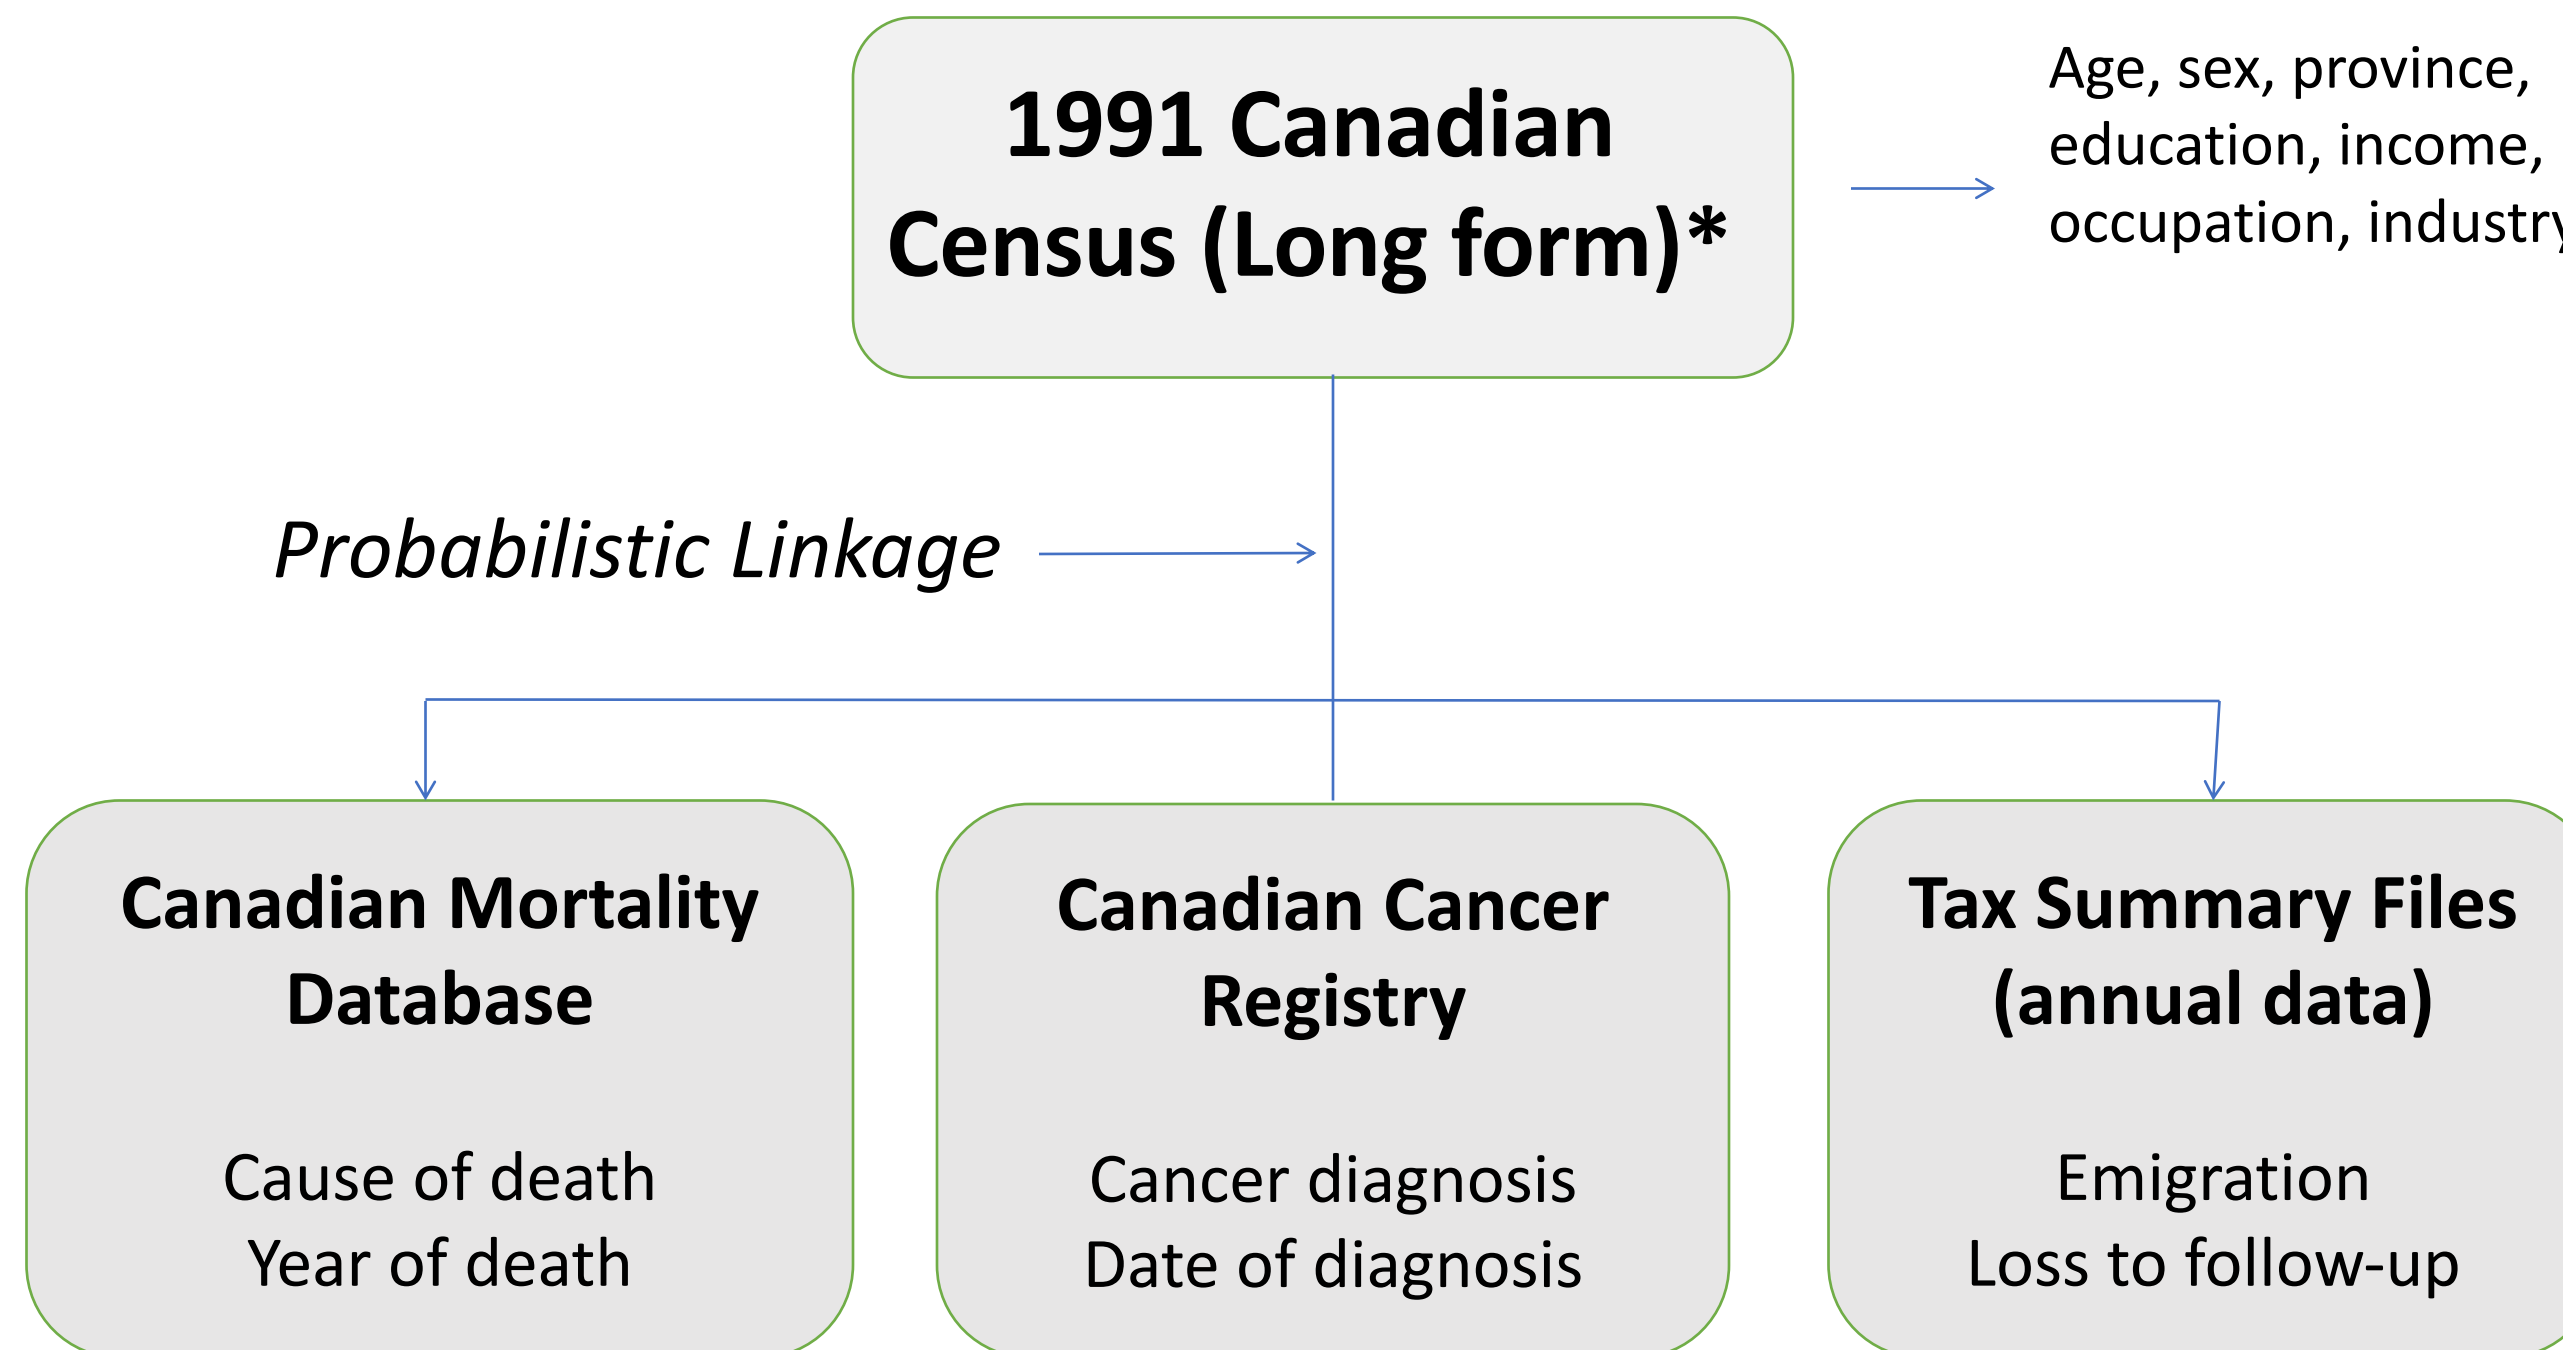 1991 Canadian
Census (Long form)*
Age, sex, province,
education, income,
occupation, industry
Probabilistic Linkage
Canadian Mortality
Database
Cause of death
Year of death
Canadian Cancer
Registry
Cancer diagnosis
Date of diagnosis
Tax Summary Files
(annual data)
Emigration
Loss to follow-up